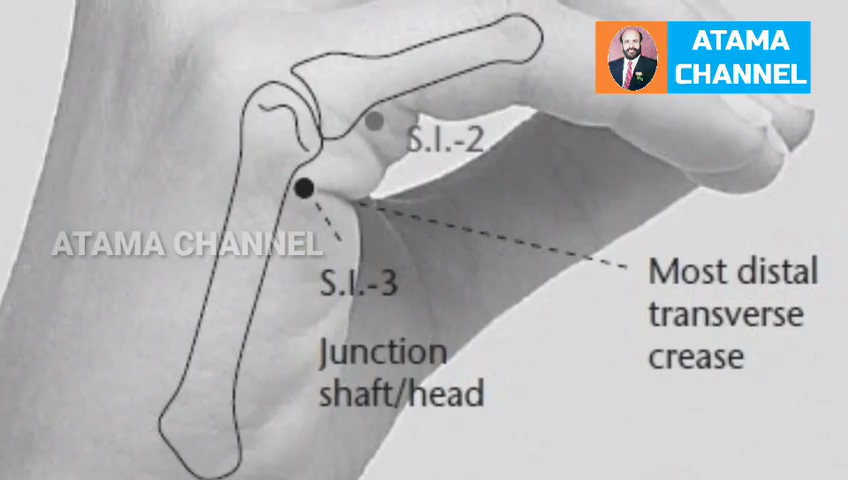 ATAMA
CHANNEL
S.I.-2
ATAMA CHANNEL
S.I.-3
Most distal
transverse
crease
Junction
shaft/head